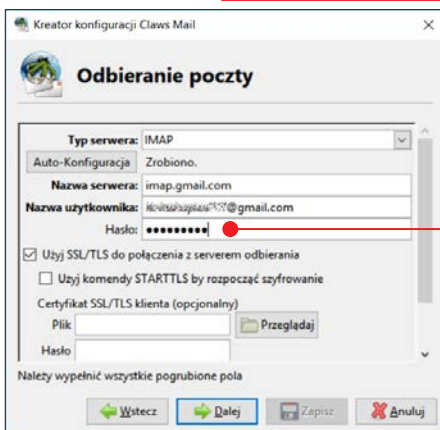 Kreator konfiguracji Claws Mail
Odbieranie poczty
Typ serwera: IMAP
Auto-Konfiguracja Zrobiono.
Nazwa serwera: imap.gmail.com
Nazwa użytkownika: @gmail.com
Hasło: •••••••••
Użyj SSL/TLS do połączenia z serwerem odbierania
Użyj komendy STARTTLS by rozpocząć szyfrowanie
Certyfikat SSL/TLS klienta (opcjonalny)
Plik Przeglądaj
Hasło
Należy wypełnić wszystkie pogrubione pola
Wstecz Dalej Zapisz Anuluj